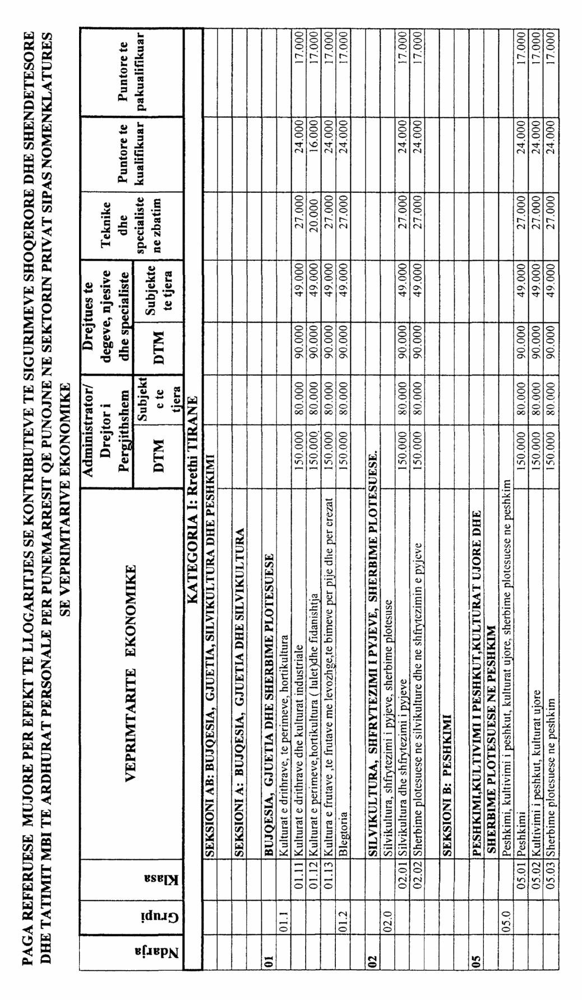 PAGA REFERUESE MUJORE PER EFEKT TE LLOGARITJES SE KONTRIBUTEVE TE SIGURIMEVE SHOQERORE DHE SHENDETESORE
DHE TATIMIT MBI TE ARDHURAT PERSONALE PER PUNEMARRESIT QE PUNOJNE NE SEKTORIN PRIVAT SIPAS NOMENKLATURES
SE VEPRIMTARIVE EKONOMIKE
Ndarja Grupi Klasa VEPRIMTARITE EKONOMIKE
Administrator/
Drejtor i
Pergjithshem
DTM
Subjekt
e te
tjera
Drejtues te
degeve, njesive
dhe specialiste
DTM
Subjekte
te tjera
Teknike
dhe
specialiste
ne zbatim
Puntore te
kualifikuar
Puntore te
pakualifikuar
KATEGORIA I: Rrethi TIRANE
SEKSIONI AB: BUJQESIA, GJUETIA, SILVIKULTURA DHE PESHKIMI
SEKSIONI A: BUJQESIA, GJUETIA DHE SILVIKULTURA
01 BUJQESIA, GJUETIA DHE SHERBIME PLOTESUESE
01.1 Kulturat e drithrave, te perimeve, hortikultura
01.11 Kulturat e drithrave dhe kulturat industriale 150.000 80.000 90.000 49.000 27.000 24.000 17.000
01.12 Kulturat e perimeve,hortikultura ( lulet)dhe fidanishtja 150.000 80.000 90.000 49.000 20.000 16.000 17.000
01.13 Kultura e frutave ,te frutave me levozhge,te bimeve per pije dhe per erezat 150.000 80.000 90.000 49.000 27.000 24.000 17.000
01.2 Blegtoria 150.000 80.000 90.000 49.000 27.000 24.000 17.000
02 SILVIKULTURA, SHFRYTEZIMI I PYJEVE, SHERBIME PLOTESUESE.
02.0 Silvikultura, shfrytezimi i pyjeve, sherbime plotesuse
02.01 Silvikultura dhe shfrytezimi i pyjeve 150.000 80.000 90.000 49.000 27.000 24.000 17.000
02.02 Sherbime plotesuese ne silvikulture dhe ne shfrytezimin e pyjeve 150.000 80.000 90.000 49.000 27.000 24.000 17.000
SEKSIONI B: PESHKIMI
05 PESHKIMI,KULTIVIMI I PESHKUT,KULTURAT UJORE DHE
SHERBIME PLOTESUESE NE PESHKIM
05.0 Peshkimi, kultivimi i peshkut, kulturat ujore, sherbime plotesuese ne peshkim
05.01 Peshkimi 150.000 80.000 90.000 49.000 27.000 24.000 17.000
05.02 Kultivimi i peshkut, kulturat ujore 150.000 80.000 90.000 49.000 27.000 24.000 17.000
05.03 Sherbime plotesuese ne peshkim 150.000 80.000 90.000 49.000 27.000 24.000 17.000